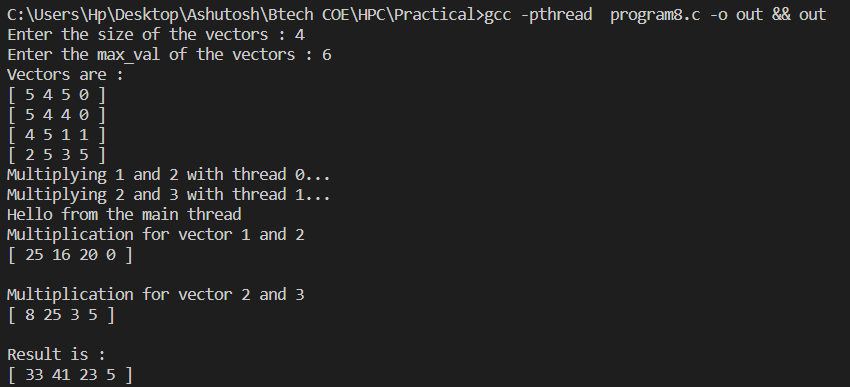 C:\Users\Hp\Desktop\Ashutosh\Btech COE\HPC\Practical>gcc -pthread  program8.c -o out && out
Enter the size of the vectors : 4
Enter the max_val of the vectors : 6
Vectors are :
[ 5 4 5 0 ]
[ 5 4 4 0 ]
[ 4 5 1 1 ]
[ 2 5 3 5 ]
Multiplying 1 and 2 with thread 0...
Multiplying 2 and 3 with thread 1...
Hello from the main thread
Multiplication for vector 1 and 2
[ 25 16 20 0 ]
Multiplication for vector 2 and 3
[ 8 25 3 5 ]
Result is :
[ 33 41 23 5 ]